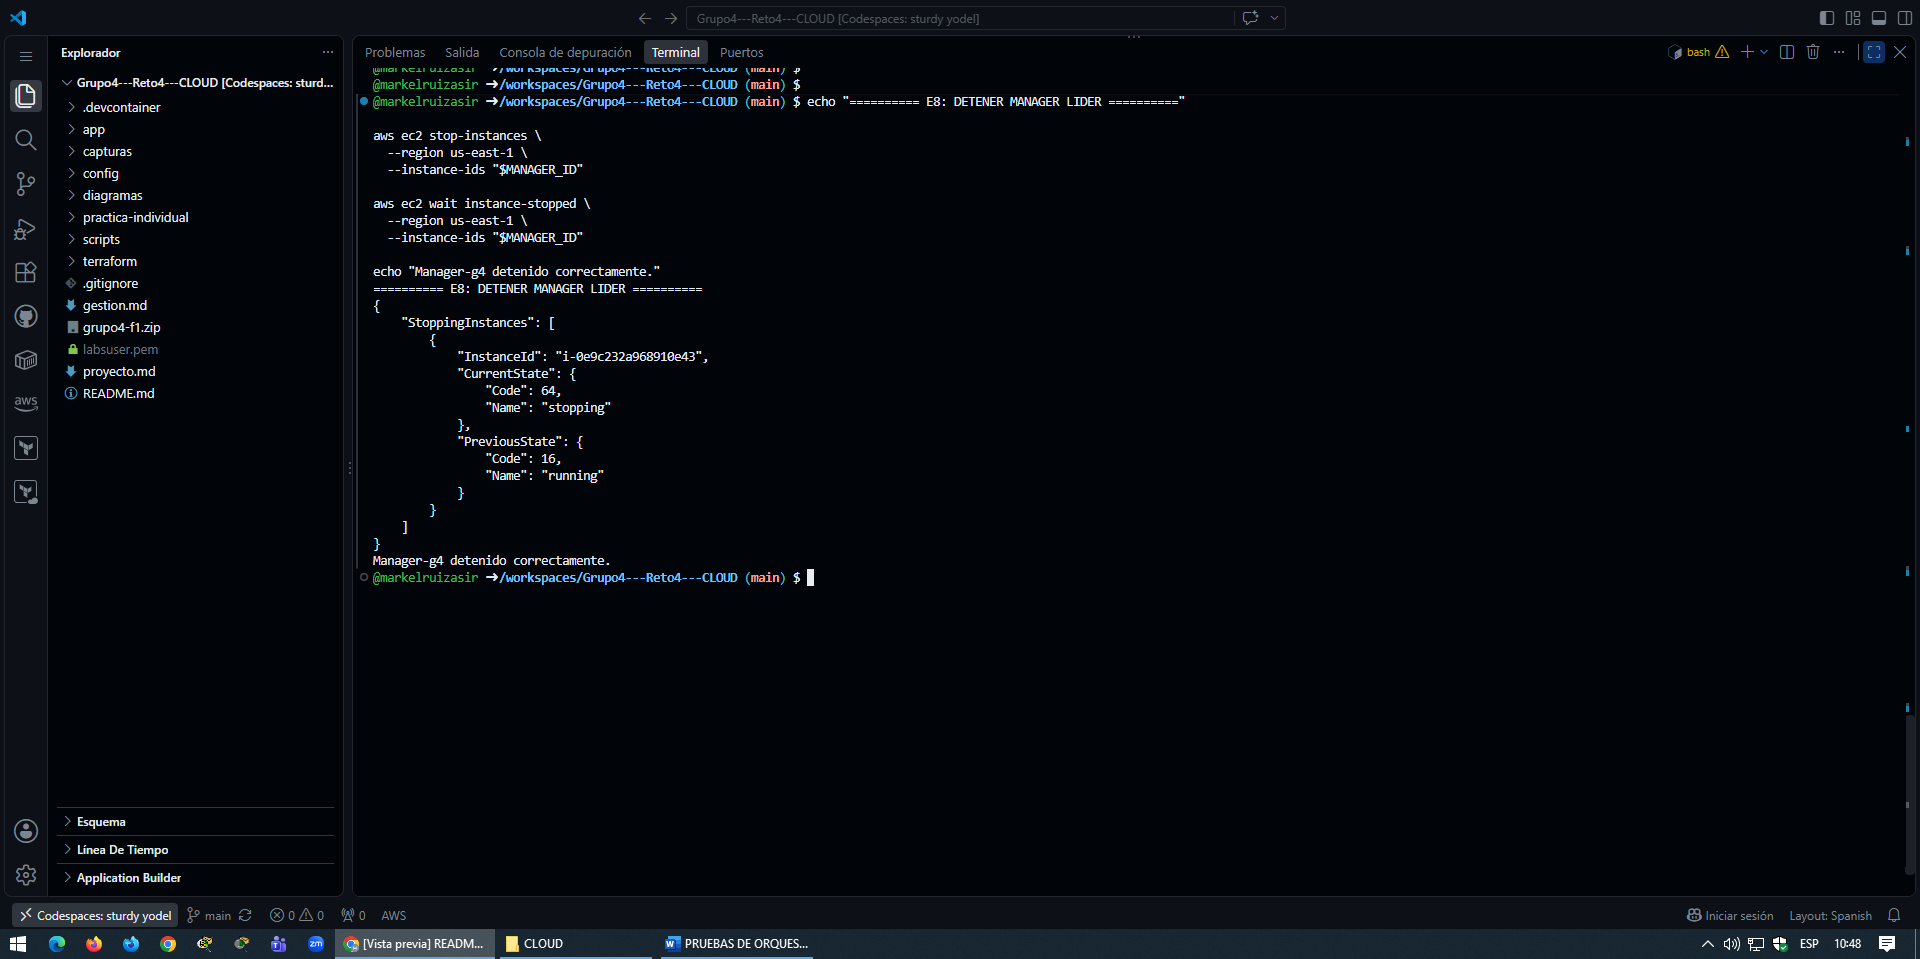 Grupo4---Reto4---CLOUD [Codespaces: sturdy yodel]
Explorador
Problemas Salida Consola de depuración Terminal Puertos
bash
Grupo4---Reto4---CLOUD [Codespaces: sturd...
.devcontainer
app
capturas
config
diagramas
practica-individual
scripts
terraform
.gitignore
gestion.md
grupo4-f1.zip
labsuser.pem
proyecto.md
README.md
aws
Esquema
Línea De Tiempo
Application Builder
@markelruizasir ➜/workspaces/Grupo4---Reto4---CLOUD (main) $
@markelruizasir ➜/workspaces/Grupo4---Reto4---CLOUD (main) $
@markelruizasir ➜/workspaces/Grupo4---Reto4---CLOUD (main) $ echo "========== E8: DETENER MANAGER LIDER =========="
aws ec2 stop-instances \
--region us-east-1 \
--instance-ids "$MANAGER_ID"
aws ec2 wait instance-stopped \
--region us-east-1 \
--instance-ids "$MANAGER_ID"
echo "Manager-g4 detenido correctamente."
========== E8: DETENER MANAGER LIDER ==========
{
"StoppingInstances": [
{
"InstanceId": "i-0e9c232a968910e43",
"CurrentState": {
"Code": 64,
"Name": "stopping"
},
"PreviousState": {
"Code": 16,
"Name": "running"
}
}
]
}
Manager-g4 detenido correctamente.
@markelruizasir ➜/workspaces/Grupo4---Reto4---CLOUD (main) $
Codespaces: sturdy yodel main 0 0 0 AWS
Iniciar sesión Layout: Spanish
[Vista previa] READM... CLOUD PRUEBAS DE ORQUES...
ESP 10:48